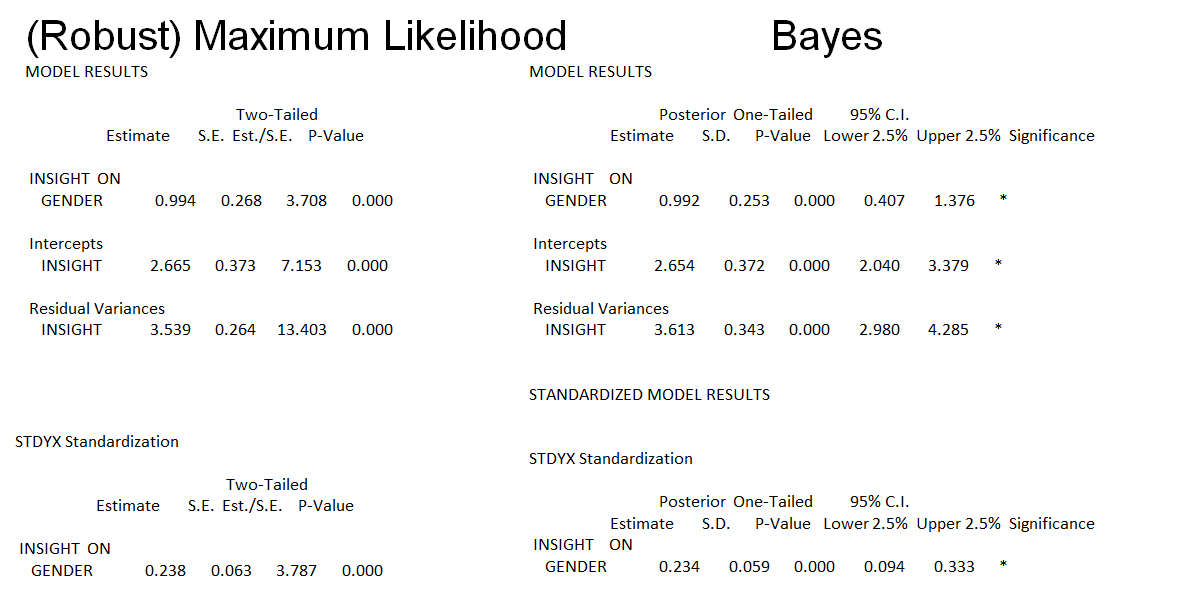 (Robust) Maximum Likelihood
MODEL RESULTS
Two-Tailed
Estimate S.E. Est./S.E. P-Value
INSIGHT ON
GENDER 0.994 0.268 3.708 0.000
Intercepts
INSIGHT 2.665 0.373 7.153 0.000
Residual Variances
INSIGHT 3.539 0.264 13.403 0.000
STDYX Standardization
Two-Tailed
Estimate S.E. Est./S.E. P-Value
INSIGHT ON
GENDER 0.238 0.063 3.787 0.000
Bayes
MODEL RESULTS
Posterior One-Tailed 95% C.I.
Estimate S.D. P-Value Lower 2.5% Upper 2.5% Significance
INSIGHT ON
GENDER 0.992 0.253 0.000 0.407 1.376 *
Intercepts
INSIGHT 2.654 0.372 0.000 2.040 3.379 *
Residual Variances
INSIGHT 3.613 0.343 0.000 2.980 4.285 *
STANDARDIZED MODEL RESULTS
STDYX Standardization
Posterior One-Tailed 95% C.I.
Estimate S.D. P-Value Lower 2.5% Upper 2.5% Significance
INSIGHT ON
GENDER 0.234 0.059 0.000 0.094 0.333 *